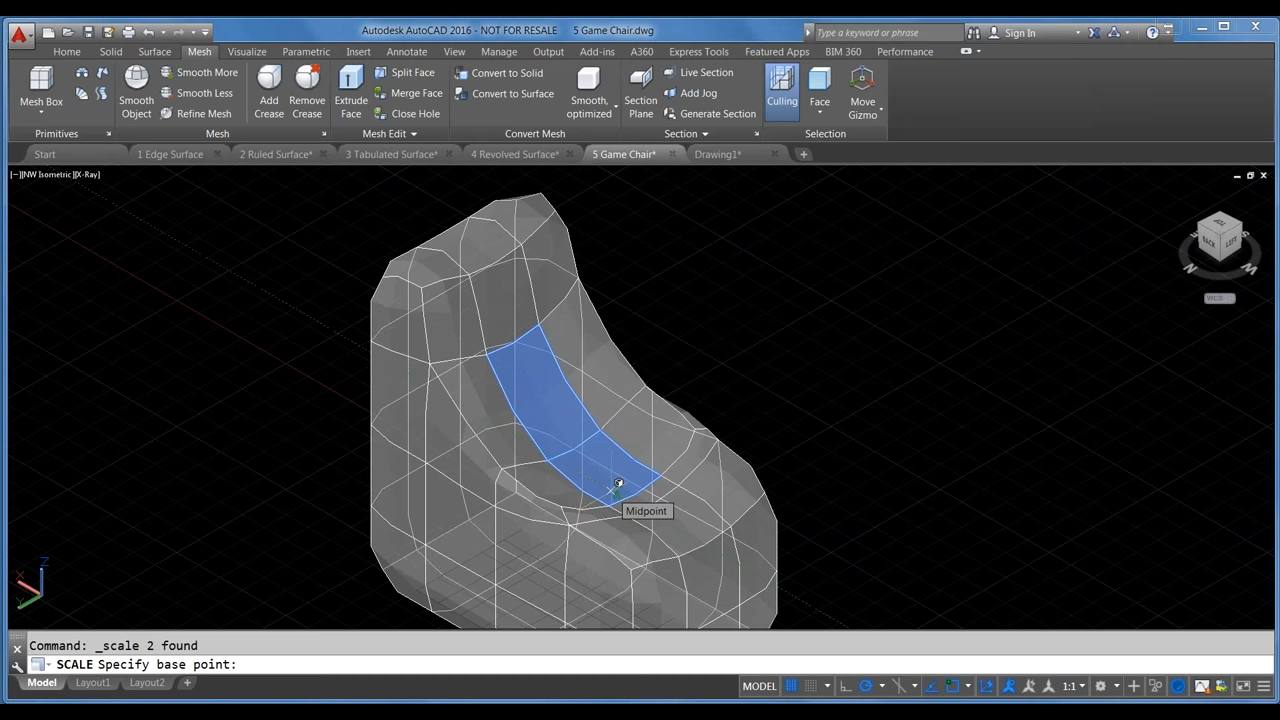 Autodesk AutoCAD 2016 - NOT FOR RESALE 5 Game Chair.dwg
Type a keyword or phrase
Sign In
Home Solid Surface Mesh Visualize Parametric Insert Annotate View Manage Output Add-ins A360 Express Tools Featured Apps BIM 360 Performance
Mesh Box
Smooth Object
Smooth More
Smooth Less
Refine Mesh
Add Crease
Remove Crease
Extrude Face
Split Face
Merge Face
Close Hole
Convert to Solid
Convert to Surface
Smooth, optimized
Section Plane
Live Section
Add Jog
Generate Section
Culling
Face
Move Gizmo
Primitives Mesh Mesh Edit Convert Mesh Section Selection
Start 1 Edge Surface 2 Ruled Surface* 3 Tabulated Surface* 4 Revolved Surface* 5 Game Chair* Drawing1*
[−][NW Isometric][X-Ray]
TOP
BACK LEFT
N W
WCS
Midpoint
Z
X
Y
Command: _scale 2 found
SCALE Specify base point:
Model Layout1 Layout2 +
MODEL 1:1